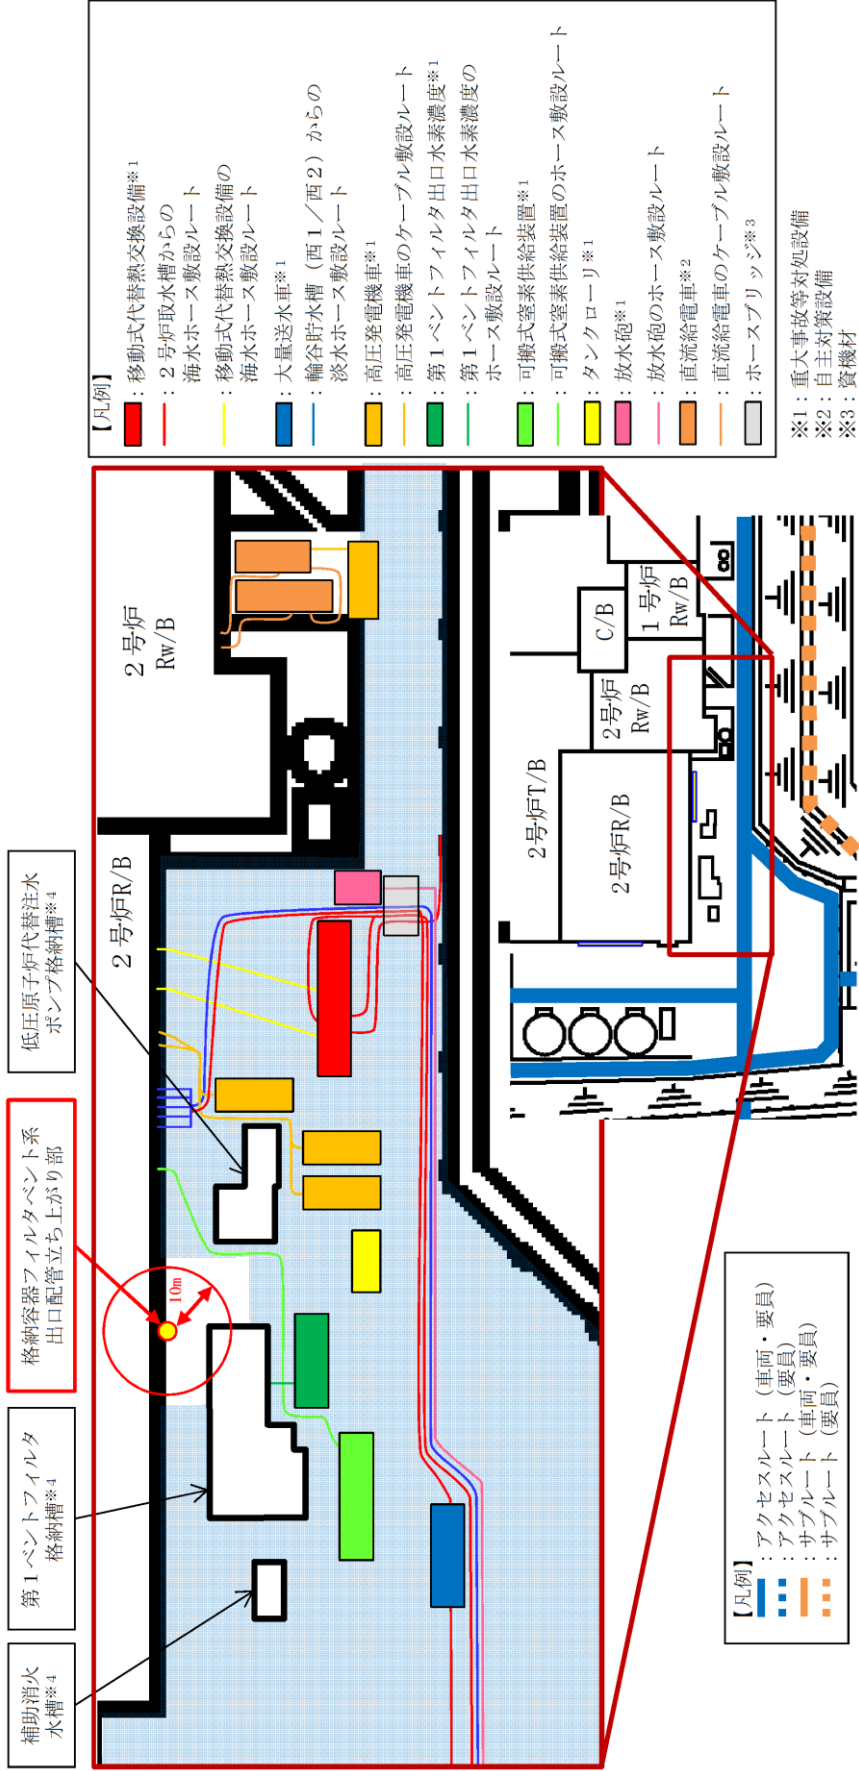 補助消火
水槽※4
第１ベントフィルタ
格納槽※4
格納容器フィルタベント系
出口配管立ち上がり部
低圧原子炉代替注水
ポンプ格納槽※4
２号炉R/B
２号炉
Rw/B
10m
【凡例】
：移動式代替熱交換設備※1
：２号炉取水槽からの
海水ホース敷設ルート
：移動式代替熱交換設備の
海水ホース敷設ルート
：大量送水車※1
：輪谷貯水槽（西１／西２）からの
淡水ホース敷設ルート
：高圧発電機車※1
：高圧発電機車のケーブル敷設ルート
：第１ベントフィルタ出口水素濃度※1
：第１ベントフィルタ出口水素濃度の
ホース敷設ルート
：可搬式窒素供給装置※1
：可搬式窒素供給装置のホース敷設ルート
：タンクローリ※1
：放水砲※1
：放水砲のホース敷設ルート
：直流給電車※2
：直流給電車のケーブル敷設ルート
：ホースブリッジ※3
※1：重大事故等対処設備
※2：自主対策設備
※3：資機材
２号炉T/B
２号炉R/B
２号炉
Rw/B
C/B
１号炉
Rw/B
【凡例】
：アクセスルート（車両・要員）
：アクセスルート（要員）
：サブルート（車両・要員）
：サブルート（要員）